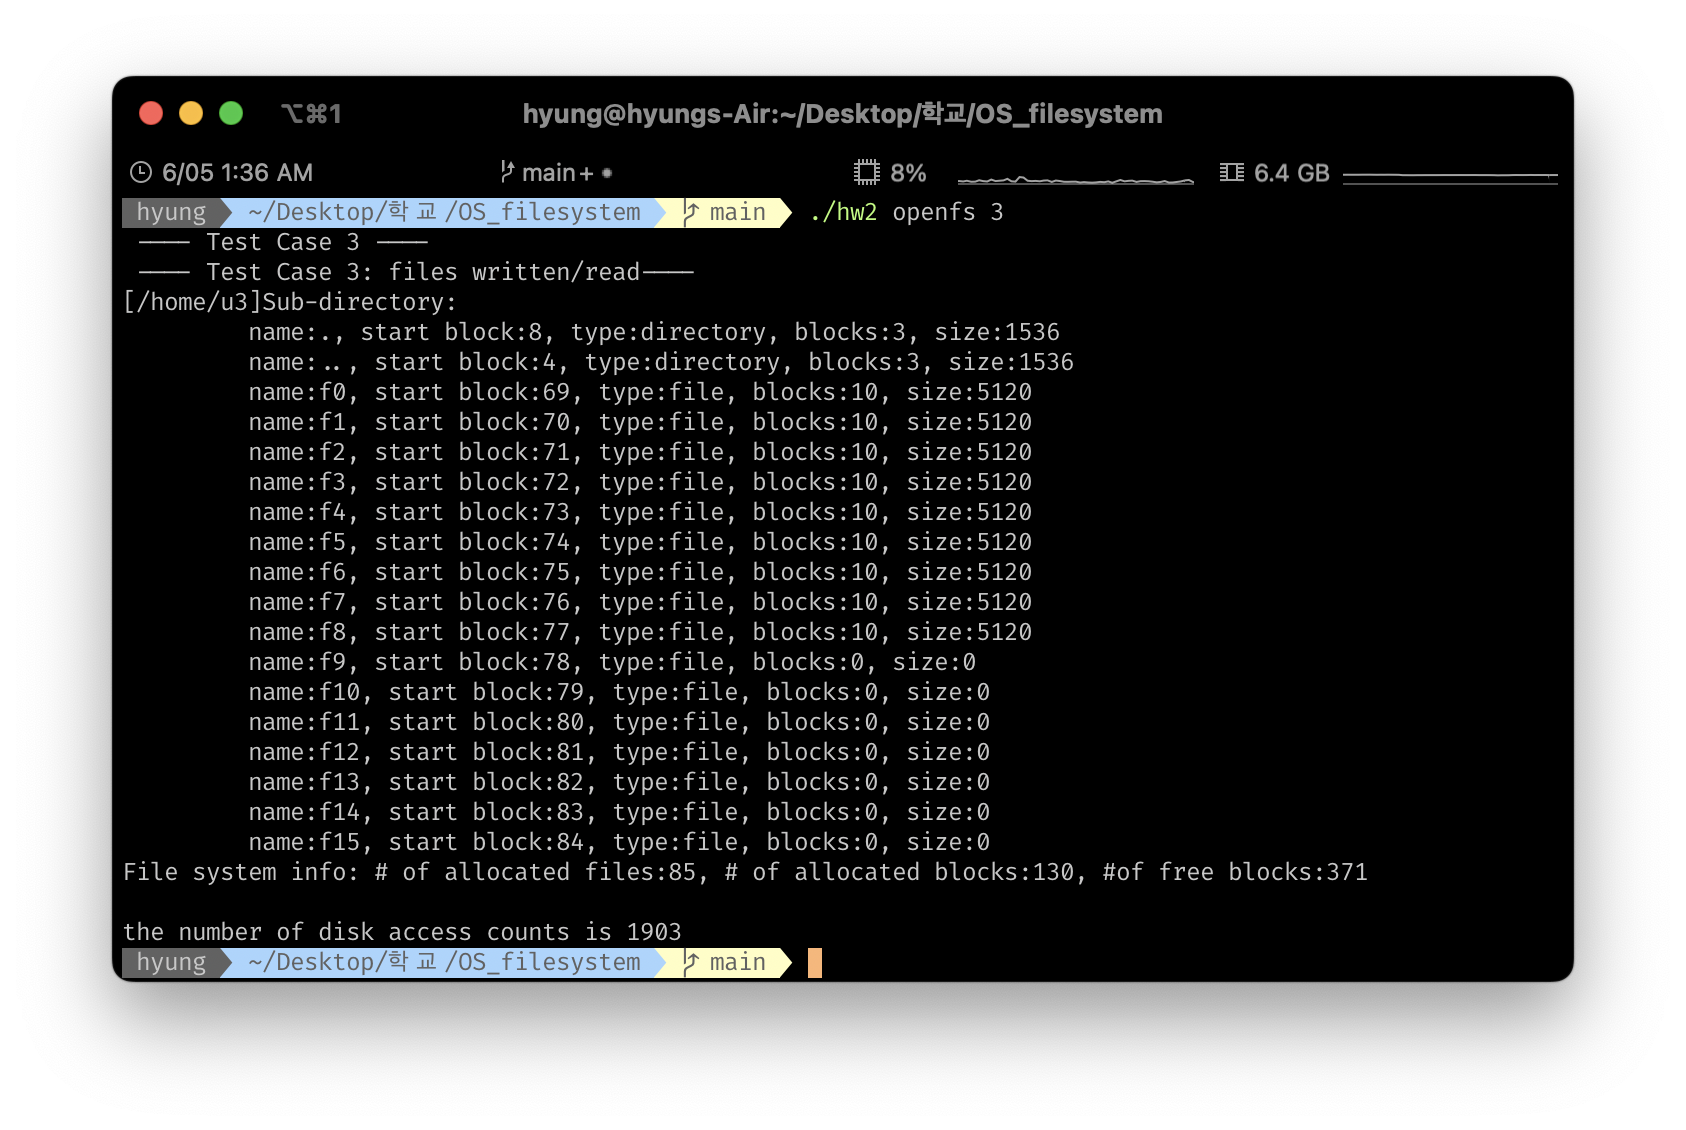 ⌥⌘1 hyung@hyungs-Air:~/Desktop/학교/OS_filesystem
6/05 1:36 AM main+● 8% 6.4 GB
hyung ~/Desktop/학교/OS_filesystem main ./hw2 openfs 3
---- Test Case 3 ----
---- Test Case 3: files written/read----
[/home/u3]Sub-directory:
name:., start block:8, type:directory, blocks:3, size:1536
name:.., start block:4, type:directory, blocks:3, size:1536
name:f0, start block:69, type:file, blocks:10, size:5120
name:f1, start block:70, type:file, blocks:10, size:5120
name:f2, start block:71, type:file, blocks:10, size:5120
name:f3, start block:72, type:file, blocks:10, size:5120
name:f4, start block:73, type:file, blocks:10, size:5120
name:f5, start block:74, type:file, blocks:10, size:5120
name:f6, start block:75, type:file, blocks:10, size:5120
name:f7, start block:76, type:file, blocks:10, size:5120
name:f8, start block:77, type:file, blocks:10, size:5120
name:f9, start block:78, type:file, blocks:0, size:0
name:f10, start block:79, type:file, blocks:0, size:0
name:f11, start block:80, type:file, blocks:0, size:0
name:f12, start block:81, type:file, blocks:0, size:0
name:f13, start block:82, type:file, blocks:0, size:0
name:f14, start block:83, type:file, blocks:0, size:0
name:f15, start block:84, type:file, blocks:0, size:0
File system info: # of allocated files:85, # of allocated blocks:130, #of free blocks:371
the number of disk access counts is 1903
hyung ~/Desktop/학교/OS_filesystem main